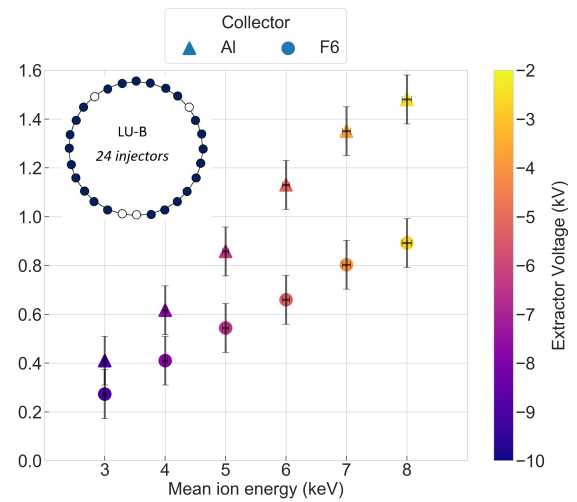 Collector
Al F6
1.6
1.4
1.2
1.0
0.8
0.6
0.4
0.2
0.0
LU-B
24 injectors
3 4 5 6 7 8
Mean ion energy (keV)
−2
−3
−4
−5
−6
−7
−8
−9
−10
Extractor Voltage (kV)